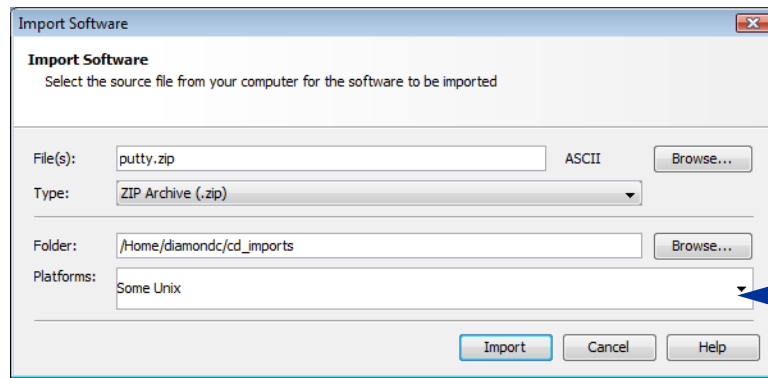 Import Software
Import Software
Select the source file from your computer for the software to be imported
File(s): putty.zip ASCII Browse...
Type: ZIP Archive (.zip)
Folder: /Home/diamondc/cd_imports Browse...
Platforms: Some Unix
Import Cancel Help